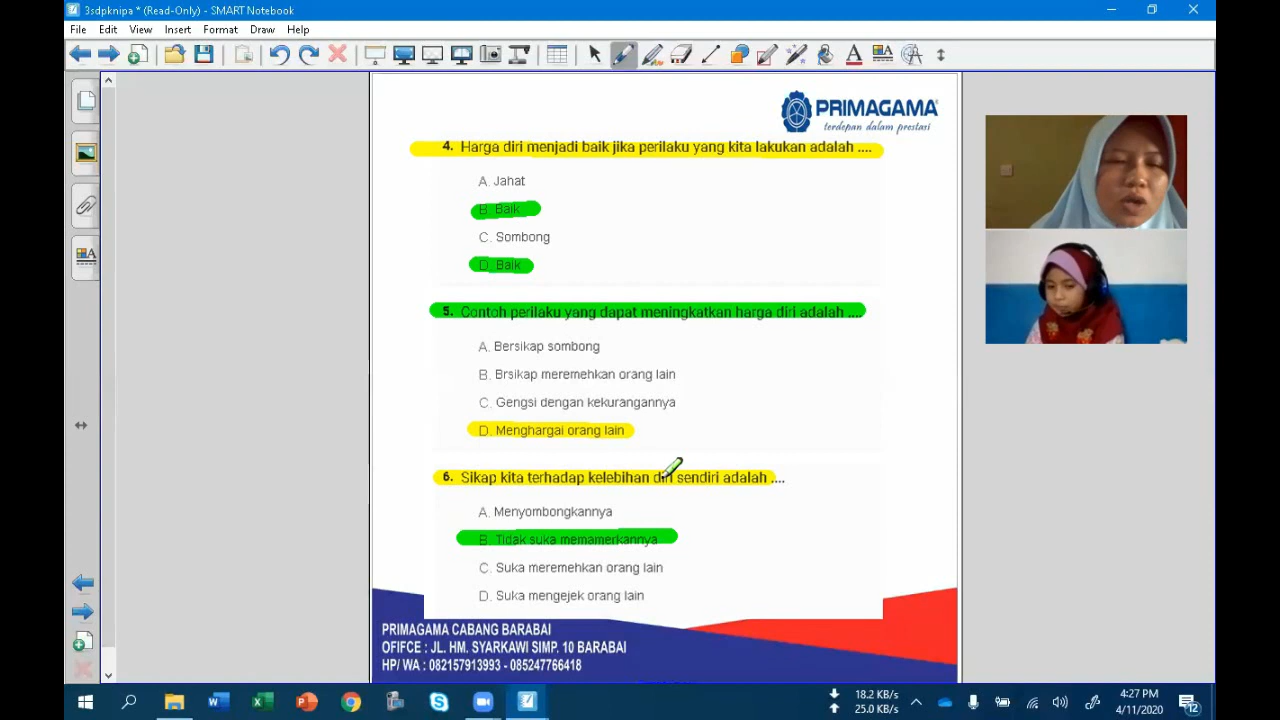 3sdpknipa * (Read-Only) - SMART Notebook
File Edit View Insert Format Draw Help
PRIMAGAMA
terdepan dalam prestasi
4. Harga diri menjadi baik jika perilaku yang kita lakukan adalah ....
A. Jahat
B. Baik
C. Sombong
D. Baik
5. Contoh perilaku yang dapat meningkatkan harga diri adalah ....
A. Bersikap sombong
B. Brsikap meremehkan orang lain
C. Gengsi dengan kekurangannya
D. Menghargai orang lain
6. Sikap kita terhadap kelebihan diri sendiri adalah ....
A. Menyombongkannya
B. Tidak suka memamerkannya
C. Suka meremehkan orang lain
D. Suka mengejek orang lain
PRIMAGAMA CABANG BARABAI
OFIFCE : JL. HM. SYARKAWI SIMP. 10 BARABAI
HP/ WA : 082157913993 - 085247766418
18.2 KB/s
25.0 KB/s
4:27 PM
4/11/2020
12